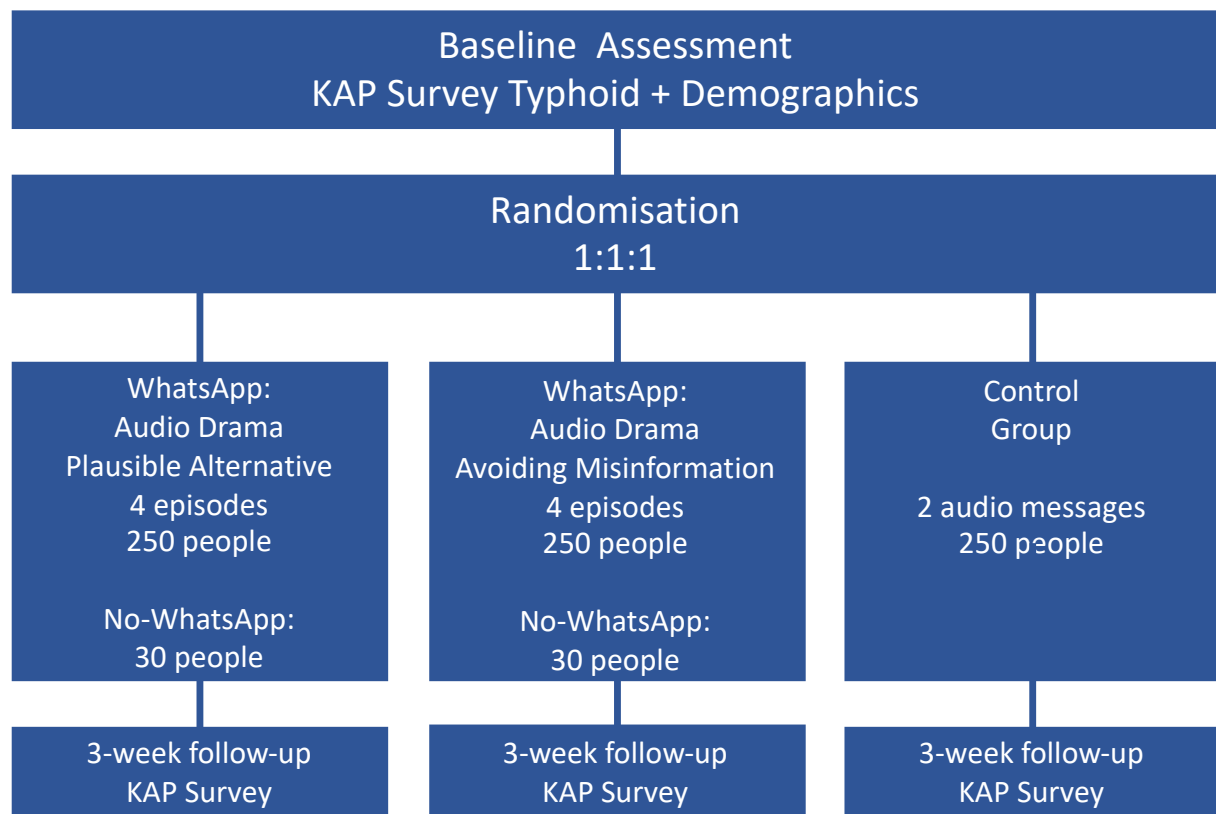 Baseline Assessment
KAP Survey Typhoid + Demographics
Randomisation
1:1:1
WhatsApp:
Audio Drama
Plausible Alternative
4 episodes
250 people
No-WhatsApp:
30 people
WhatsApp:
Audio Drama
Avoiding Misinformation
4 episodes
250 people
No-WhatsApp:
30 people
Control
Group
2 audio messages
250 people
3-week follow-up
KAP Survey
3-week follow-up
KAP Survey
3-week follow-up
KAP Survey